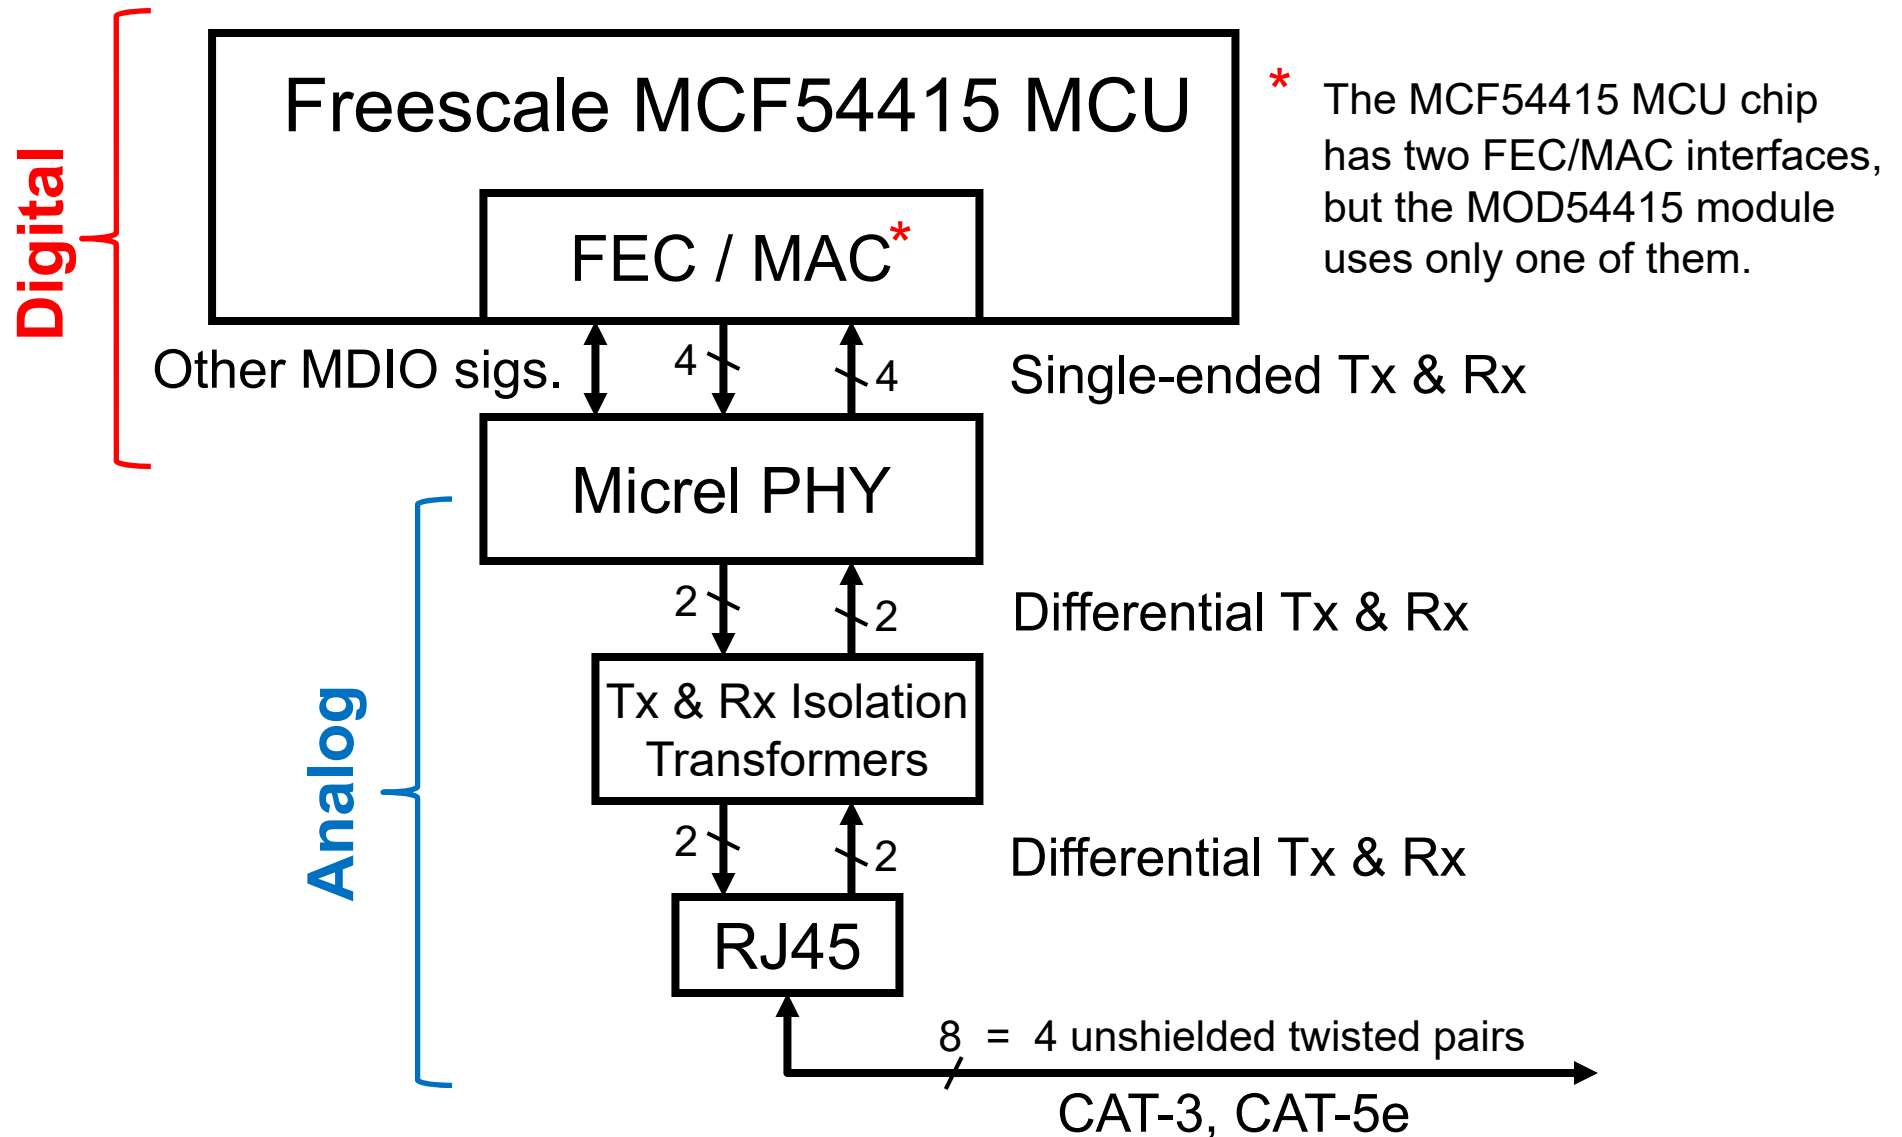 Digital
Freescale MCF54415 MCU
* The MCF54415 MCU chip
has two FEC/MAC interfaces,
but the MOD54415 module
uses only one of them.
FEC / MAC*
Other MDIO sigs.
4
4
Single-ended Tx & Rx
Micrel PHY
2
2
Differential Tx & Rx
Analog
Tx & Rx Isolation
Transformers
2
2
Differential Tx & Rx
RJ45
8 = 4 unshielded twisted pairs
CAT-3, CAT-5e